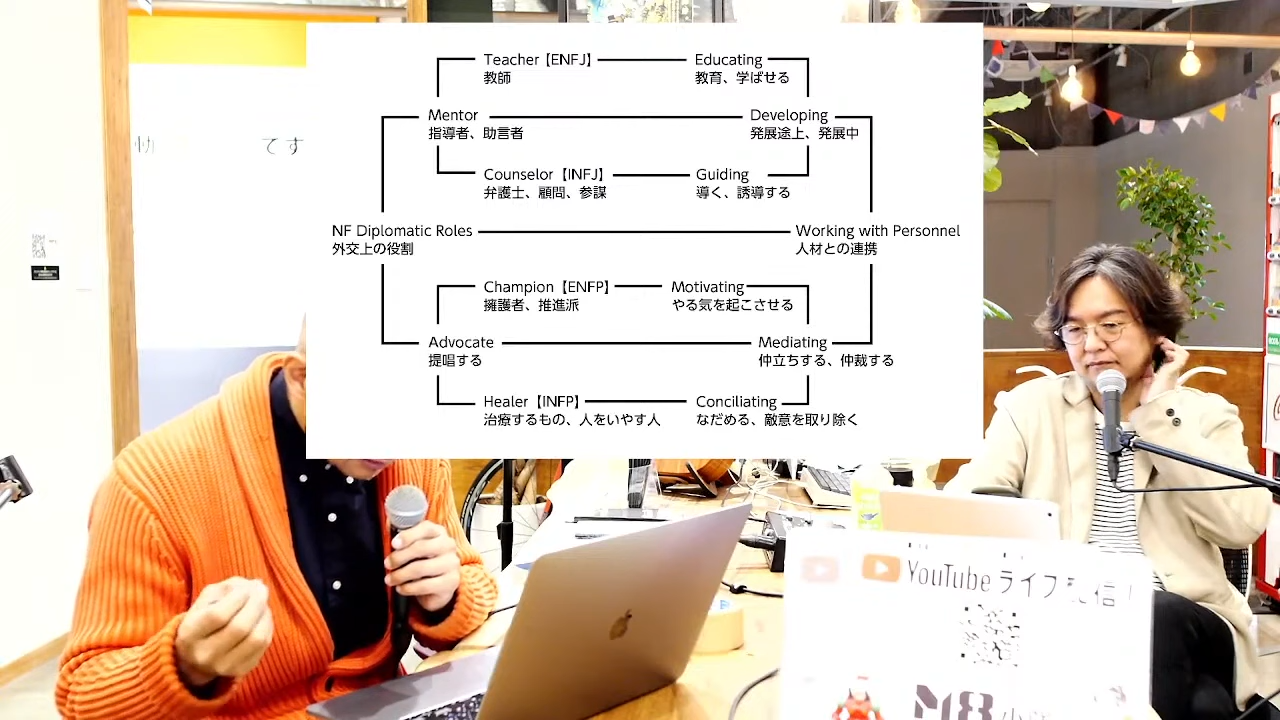 Teacher【ENFJ】
教師
Educating
教育、学ばせる
Mentor
指導者、助言者
Developing
発展途上、発展中
Counselor【INFJ】
弁護士、顧問、参謀
Guiding
導く、誘導する
NF Diplomatic Roles
外交上の役割
Working with Personnel
人材との連携
Champion【ENFP】
擁護者、推進派
Motivating
やる気を起こさせる
Advocate
提唱する
Mediating
仲立ちする、仲裁する
Healer【INFP】
治療するもの、人をいやす人
Conciliating
なだめる、敵意を取り除く
です
YouTubeライブ配信